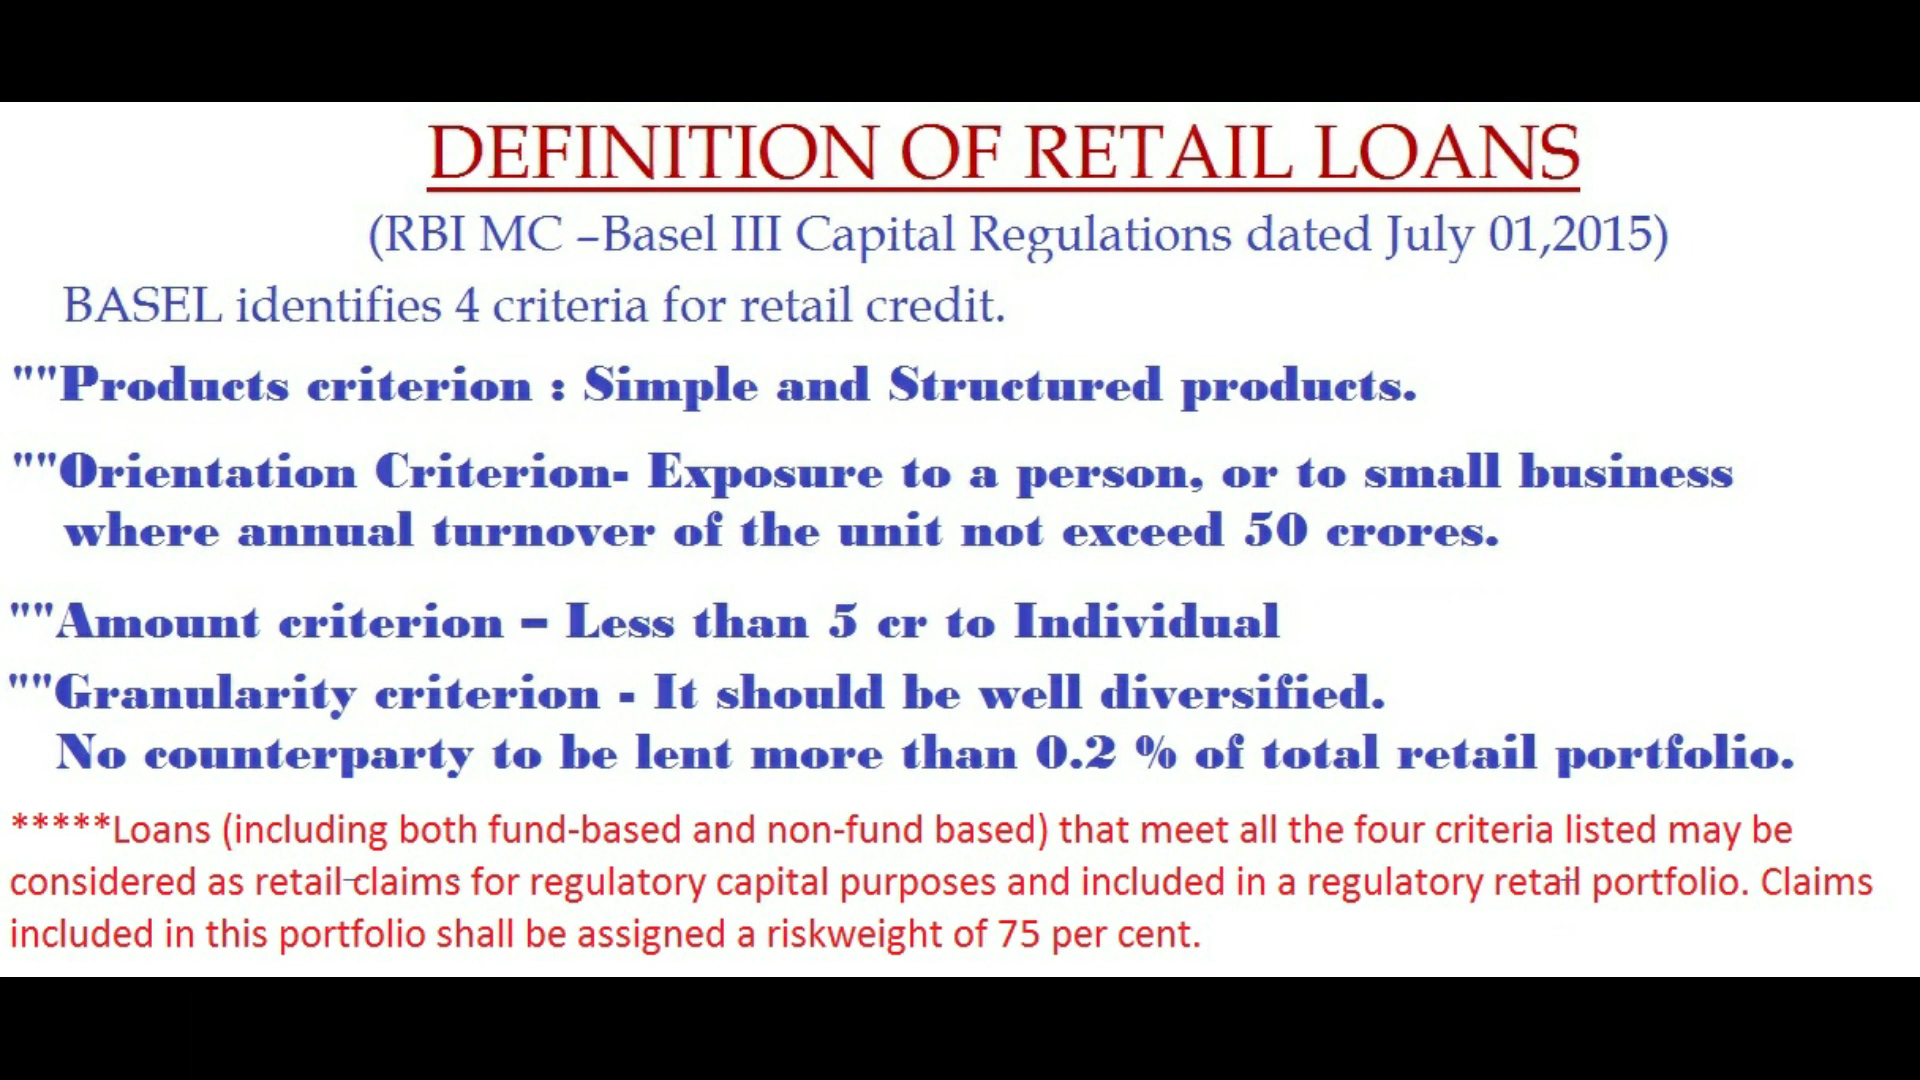 DEFINITION OF RETAIL LOANS
(RBI MC –Basel III Capital Regulations dated July 01,2015)
BASEL identifies 4 criteria for retail credit.
""Products criterion : Simple and Structured products.
""Orientation Criterion- Exposure to a person, or to small business
where annual turnover of the unit not exceed 50 crores.
""Amount criterion – Less than 5 cr to Individual
""Granularity criterion - It should be well diversified.
No counterparty to be lent more than 0.2 % of total retail portfolio.
*****Loans (including both fund-based and non-fund based) that meet all the four criteria listed may be
considered as retail claims for regulatory capital purposes and included in a regulatory retail portfolio. Claims
included in this portfolio shall be assigned a riskweight of 75 per cent.